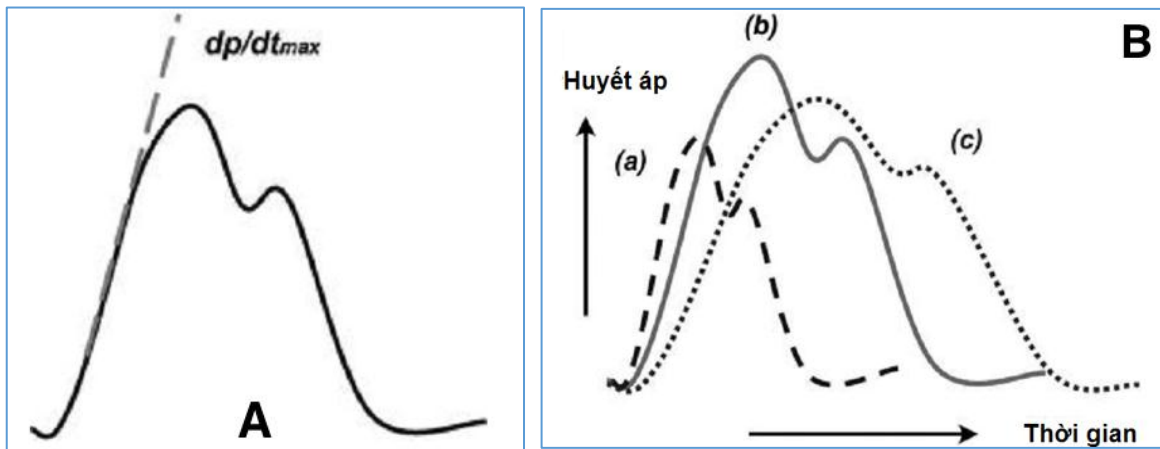 dp/dtmax
A
(b)
B
Huyết áp
(a)
(c)
Thời gian